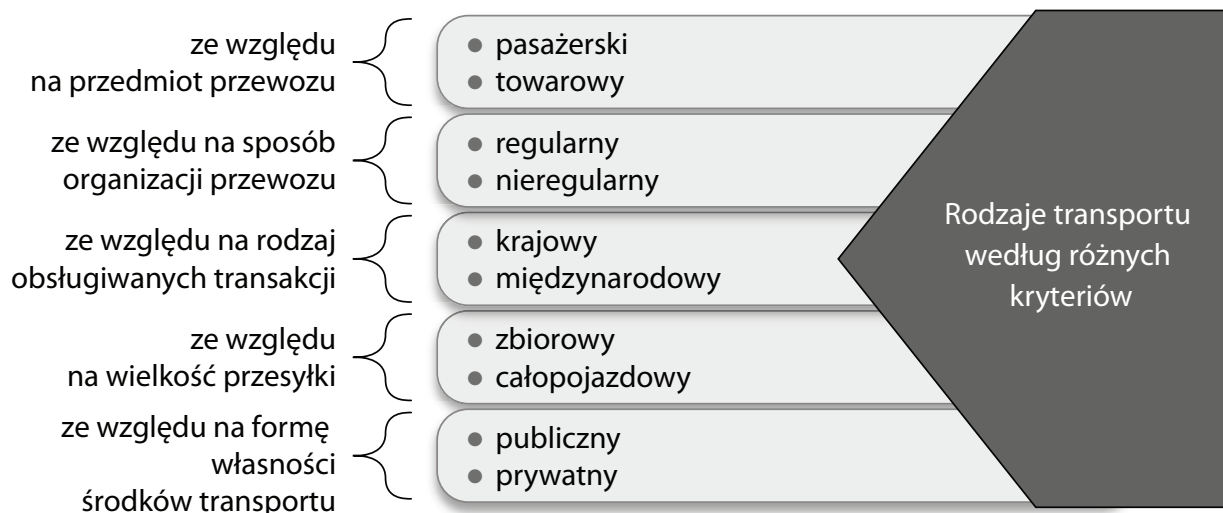 ze względu
na przedmiot przewozu
• pasażerski
• towarowy
ze względu na sposób
organizacji przewozu
• regularny
• nieregularny
ze względu na rodzaj
obsługiwanych transakcji
• krajowy
• międzynarodowy
ze względu
na wielkość przesyłki
• zbiorowy
• całopojazdowy
ze względu na formę
własności
środków transportu
• publiczny
• prywatny
Rodzaje transportu
według różnych
kryteriów